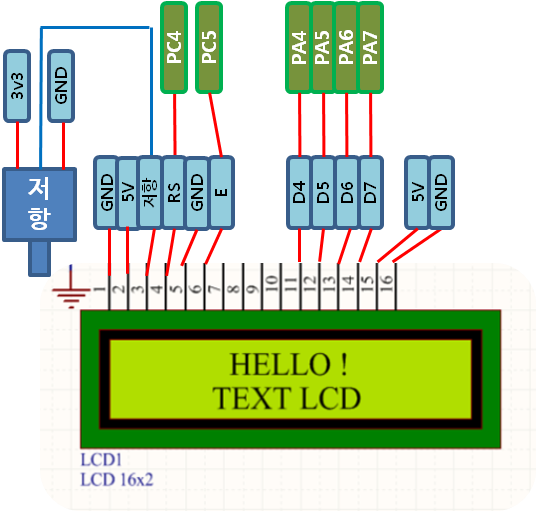 PC4
PC5
PA4
PA5
PA6
PA7
3v3
GND
저항
GND
5V
저항
RS
GND
E
D4
D5
D6
D7
5V
GND
1
2
3
4
5
6
7
8
9
10
11
12
13
14
15
16
HELLO !
TEXT LCD
LCD1
LCD 16x2